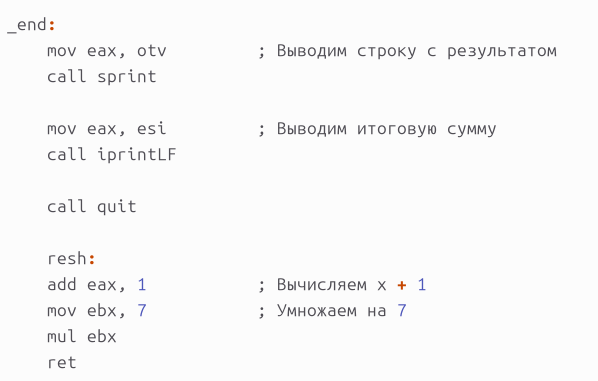 _end:
mov eax, otv ; Выводим строку с результатом
call sprint
mov eax, esi ; Выводим итоговую сумму
call iprintLF
call quit
resh:
add eax, 1 ; Вычисляем x + 1
mov ebx, 7 ; Умножаем на 7
mul ebx
ret